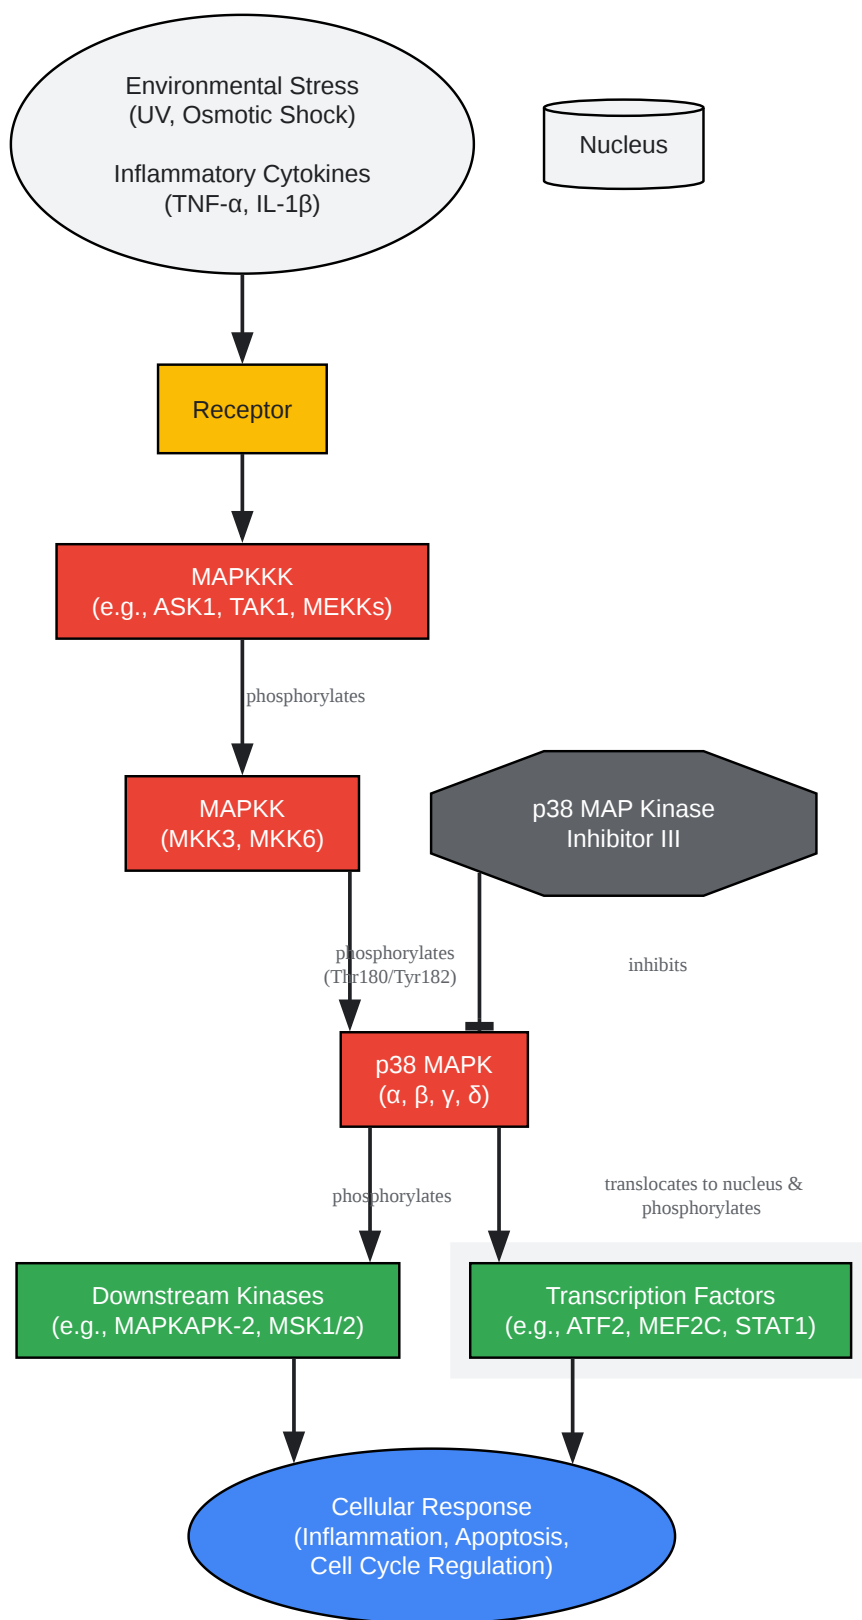 Environmental Stress
(UV, Osmotic Shock)
Inflammatory Cytokines
(TNF-α, IL-1β)
Nucleus
Receptor
MAPKKK
(e.g., ASK1, TAK1, MEKKs)
phosphorylates
MAPKK
(MKK3, MKK6)
p38 MAP Kinase
Inhibitor III
phosphorylates
(Thr180/Tyr182)
inhibits
p38 MAPK
(α, β, γ, δ)
phosphorylates
translocates to nucleus &
phosphorylates
Downstream Kinases
(e.g., MAPKAPK-2, MSK1/2)
Transcription Factors
(e.g., ATF2, MEF2C, STAT1)
Cellular Response
(Inflammation, Apoptosis,
Cell Cycle Regulation)